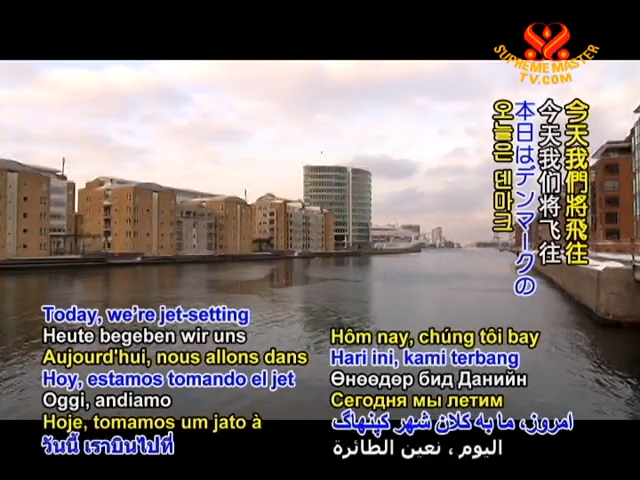 SUPREME MASTER
TV.COM
今天我們將飛往
今天我们将飞往
本日はデンマークの
오늘은 덴마크
Today, we're jet-setting
Heute begeben wir uns
Aujourd'hui, nous allons dans
Hoy, estamos tomando el jet
Oggi, andiamo
Hoje, tomamos um jato à
วันนี้ เราบินไปที่
Hôm nay, chúng tôi bay
Hari ini, kami terbang
Өнөөдөр бид Данийн
Сегодня мы летим
امروز، ما به کلان شهر کپنهاگ
اليوم ، نعين الطائرة